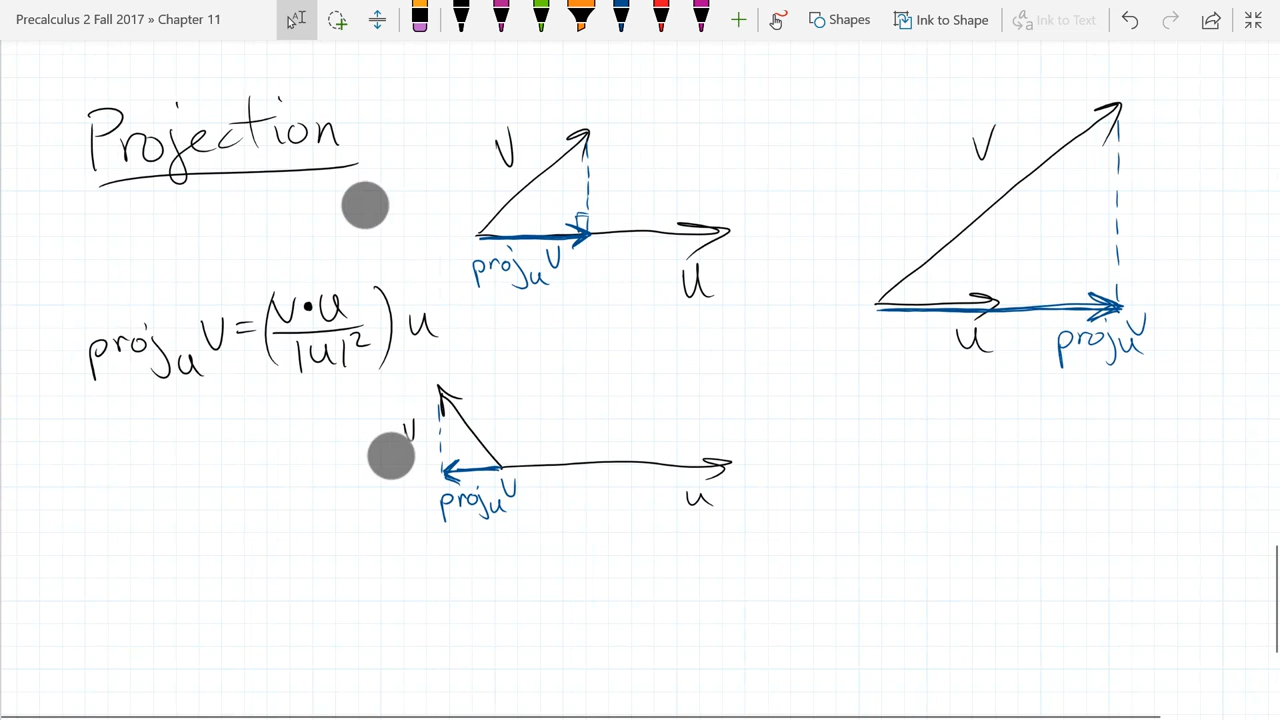 Precalculus 2 Fall 2017 » Chapter 11
Shapes
Ink to Shape
Ink to Text
Projection
V
proj_u V
u
V
u
proj_u V
proj_u V = (V • u / |u|²) u
V
proj_u V
u